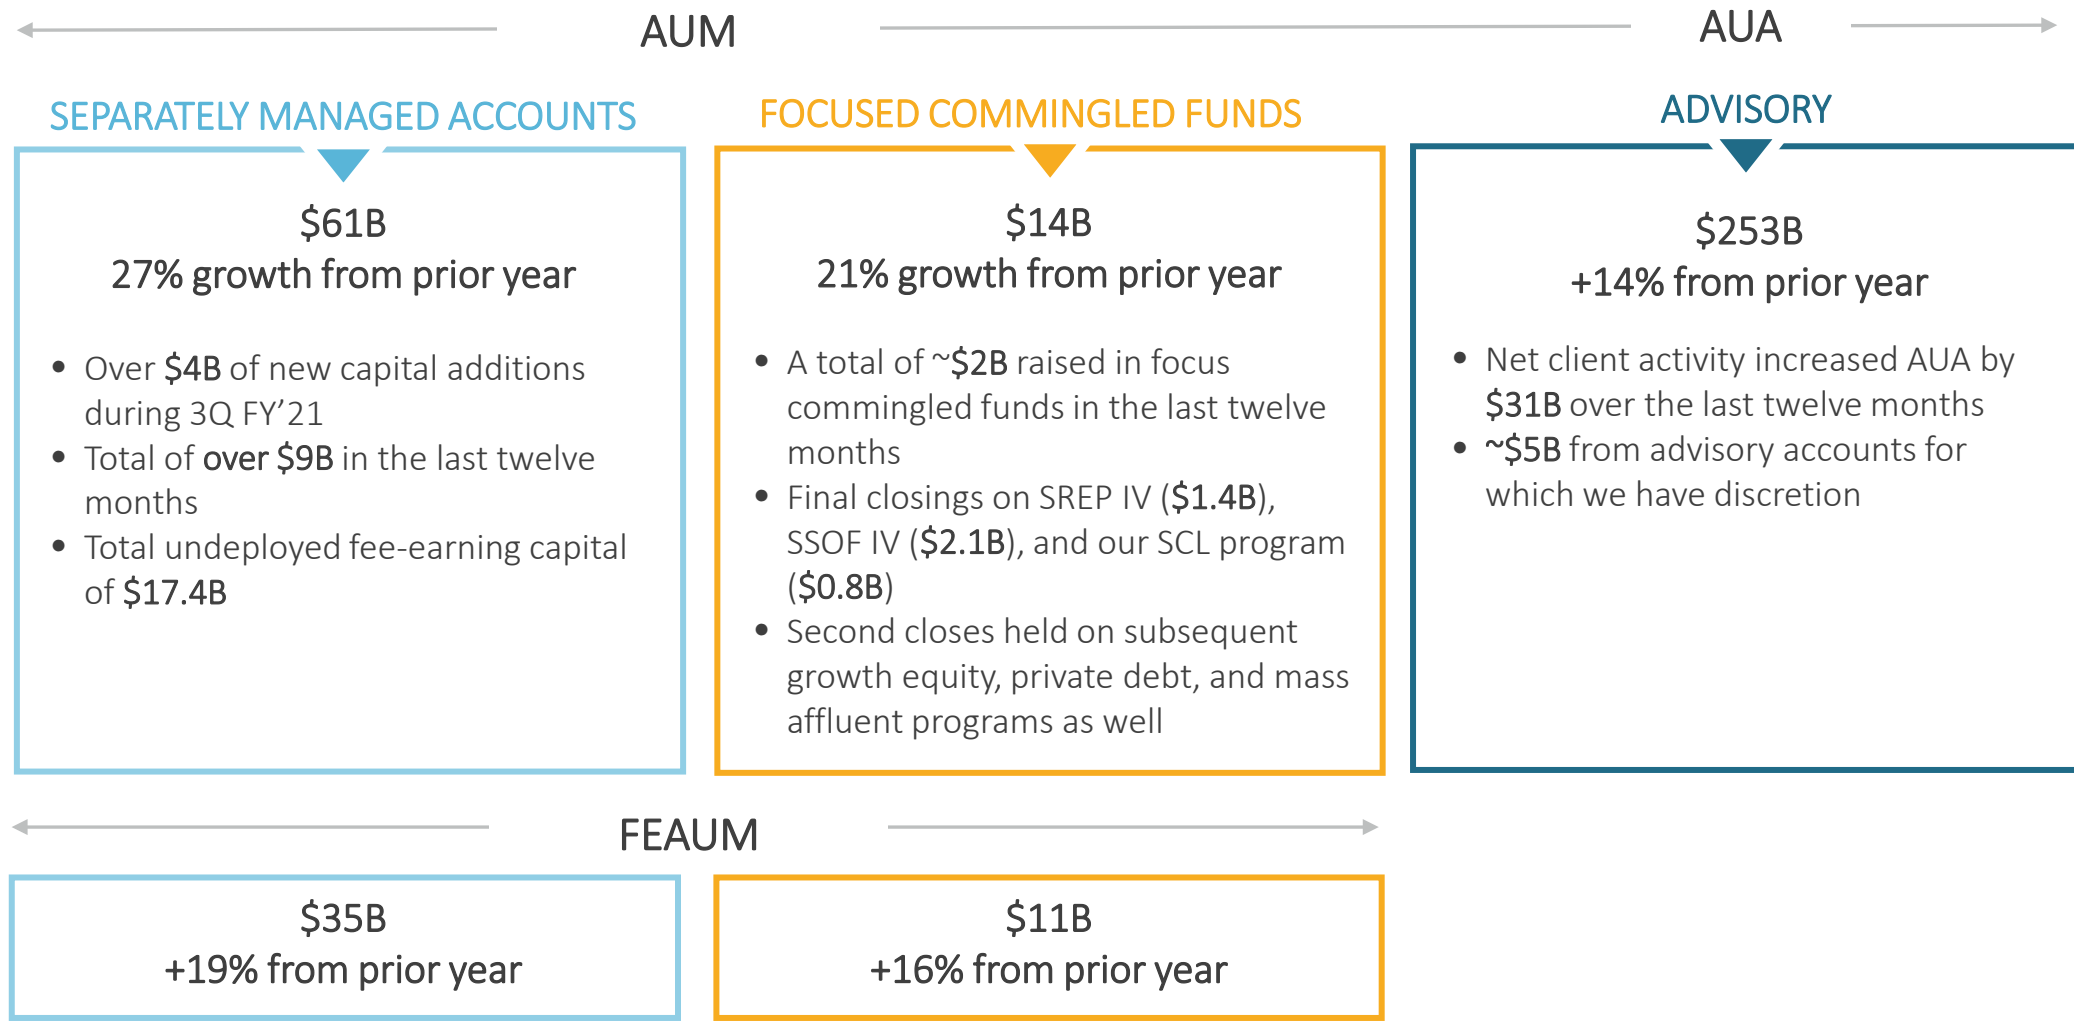 AUM
AUA
SEPARATELY MANAGED ACCOUNTS
$61B
27% growth from prior year
• Over $4B of new capital additions
during 3Q FY’21
• Total of over $9B in the last twelve
months
• Total undeployed fee-earning capital
of $17.4B
FOCUSED COMMINGLED FUNDS
$14B
21% growth from prior year
• A total of ~$2B raised in focus
commingled funds in the last twelve
months
• Final closings on SREP IV ($1.4B),
SSOF IV ($2.1B), and our SCL program
($0.8B)
• Second closes held on subsequent
growth equity, private debt, and mass
affluent programs as well
ADVISORY
$253B
+14% from prior year
• Net client activity increased AUA by
$31B over the last twelve months
• ~$5B from advisory accounts for
which we have discretion
FEAUM
$35B
+19% from prior year
$11B
+16% from prior year